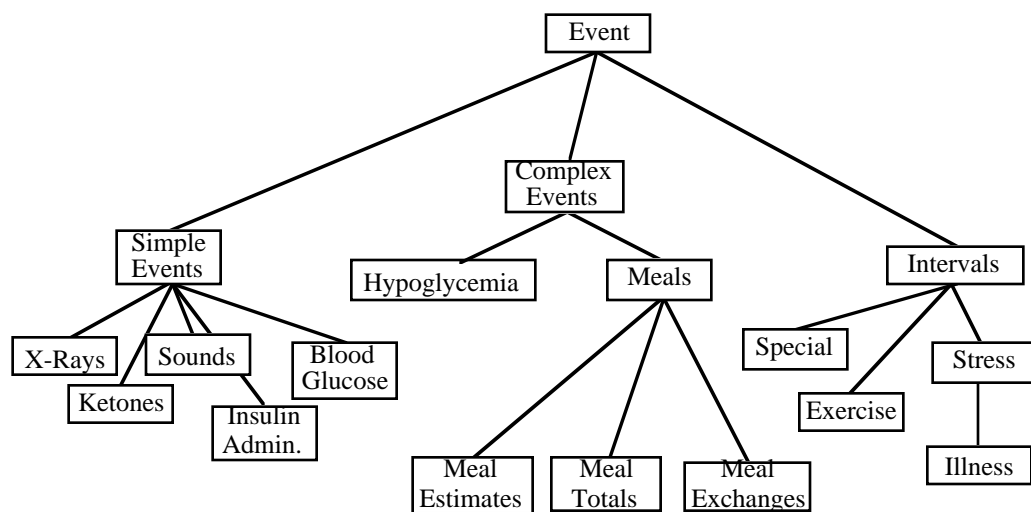 Event
Complex
Events
Simple
Events
Hypoglycemia
Meals
Intervals
X-Rays
Sounds
Blood
Glucose
Special
Stress
Ketones
Insulin
Admin.
Exercise
Meal
Estimates
Meal
Totals
Meal
Exchanges
Illness